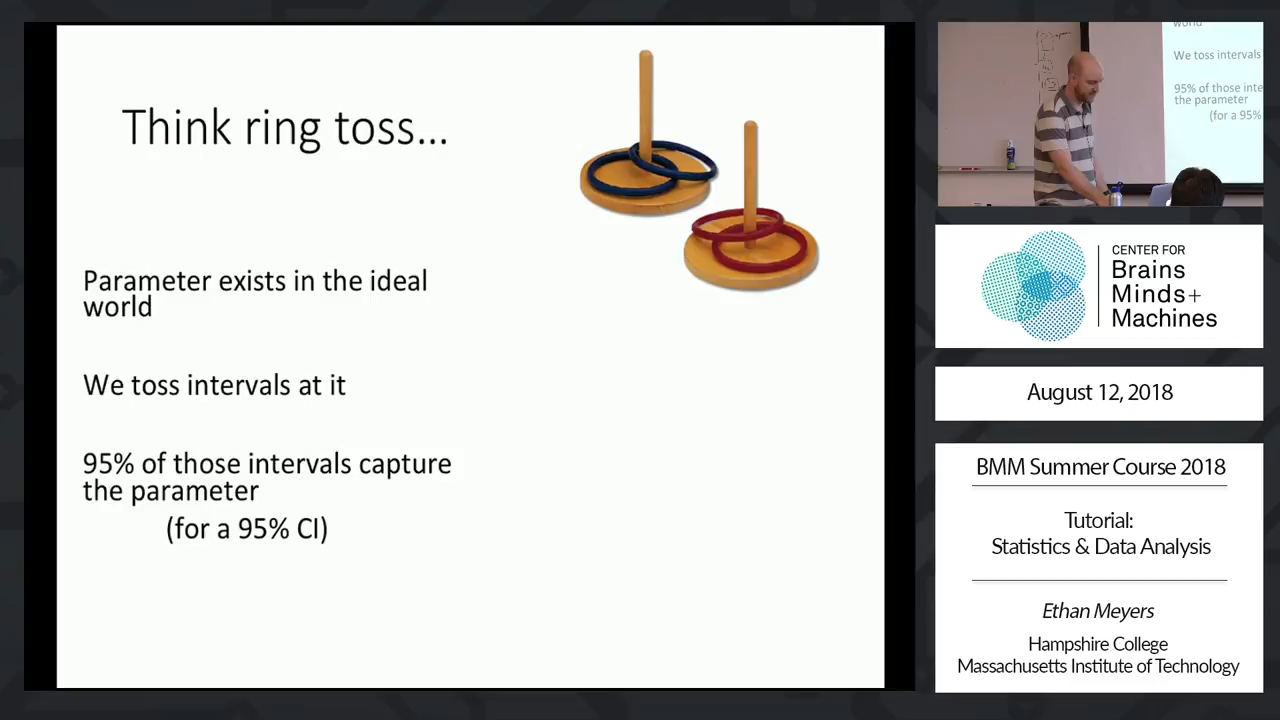 Think ring toss...
Parameter exists in the ideal
world
We toss intervals at it
95% of those intervals capture
the parameter
(for a 95% CI)
world
We toss intervals
95% of those inte
the parameter
(for a 95%
CENTER FOR
Brains
Minds+
Machines
August 12, 2018
BMM Summer Course 2018
Tutorial:
Statistics & Data Analysis
Ethan Meyers
Hampshire College
Massachusetts Institute of Technology